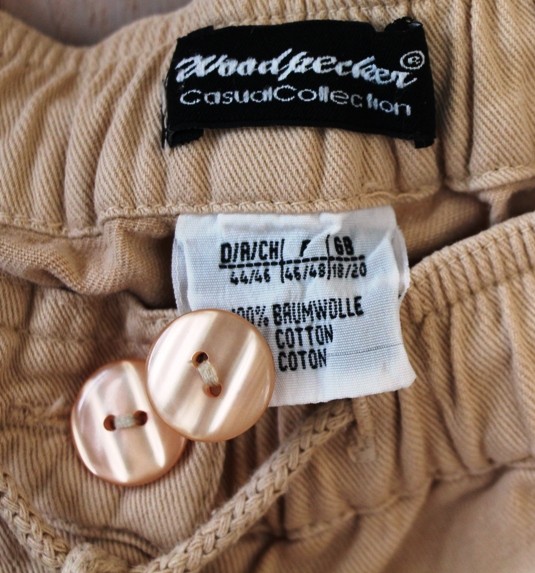 Woodpecker®
CasualCollection
D/A/CH F GB
44/46 46/48 18/20
100% BAUMWOLLE
COTTON
COTON